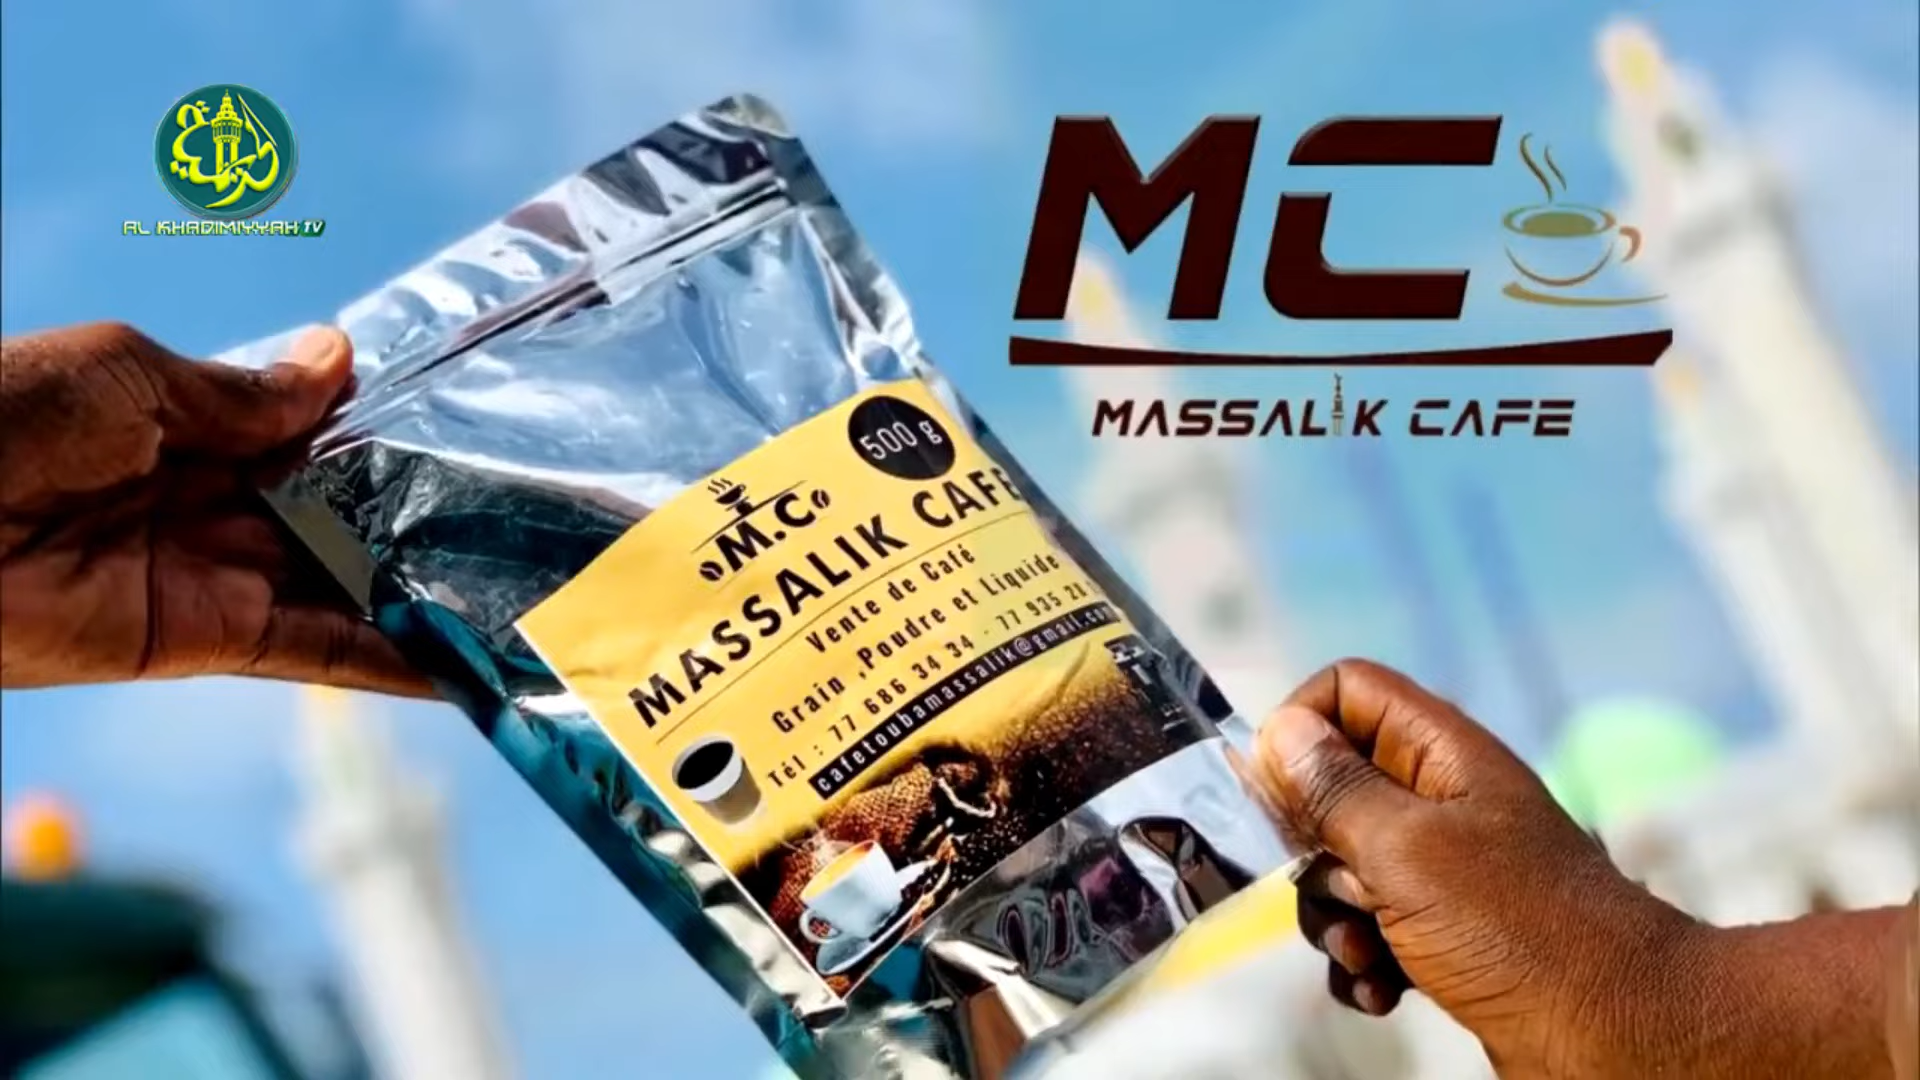 AL KHADIMIYYAH TV
MC
MASSALIK CAFE
500 g
M.C
MASSALIK CAFE
Vente de Café
Grain ,Poudre et Liquide
Tél : 77 686 34 34 - 77 935 28
cafetoubamassalik@gmail.com